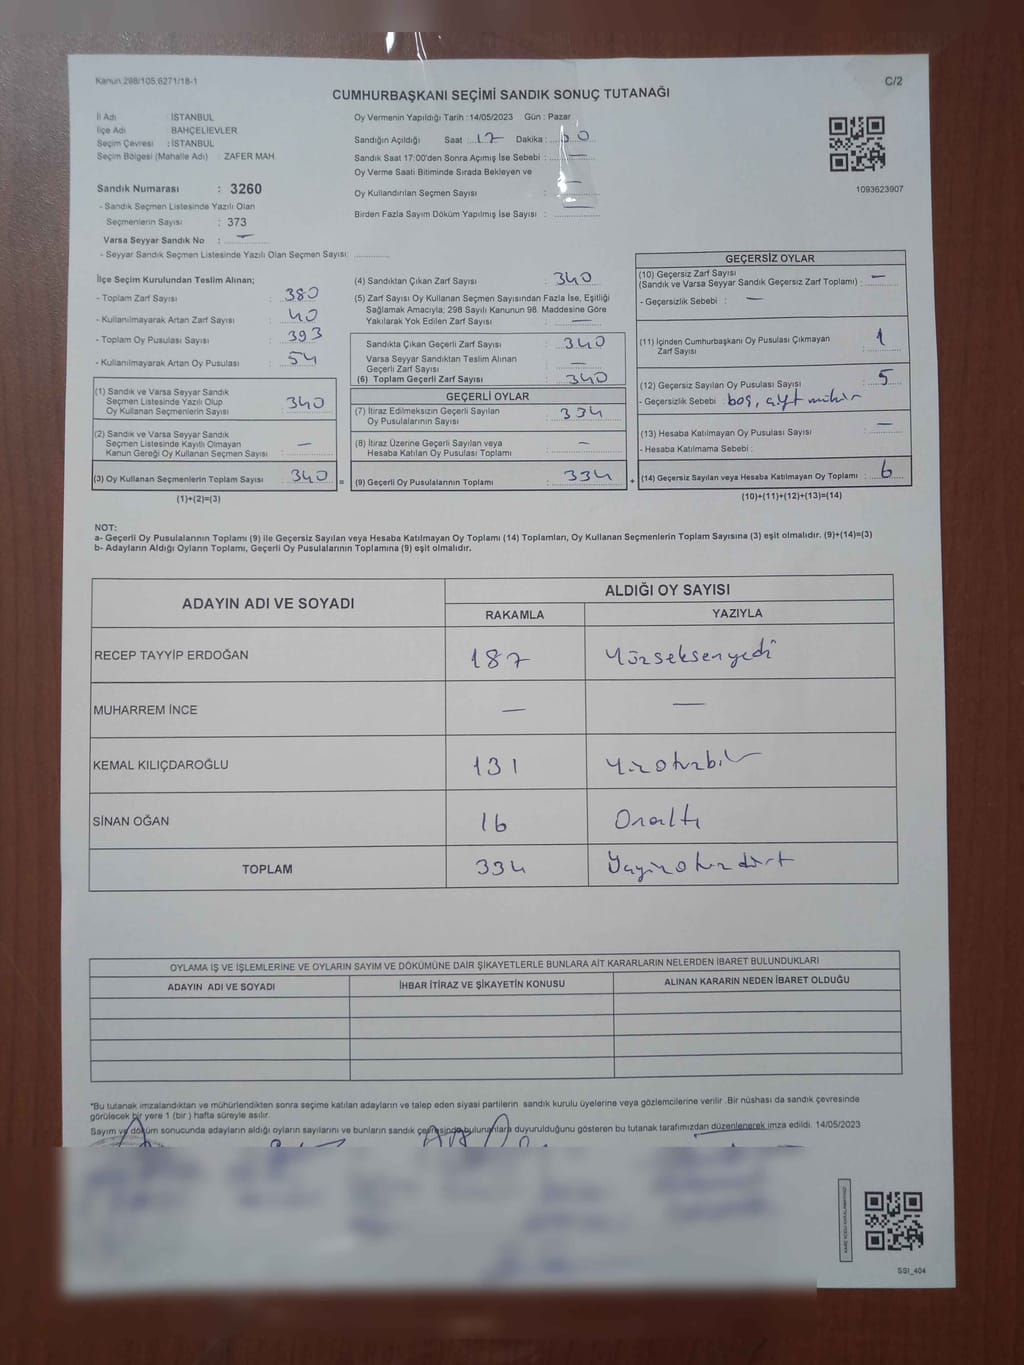 Kanun 298/105,6271/18-1
C/2
CUMHURBAŞKANI SEÇİMİ SANDIK SONUÇ TUTANAĞI
İl Adı : İSTANBUL
İlçe Adı : BAHÇELİEVLER
Seçim Çevresi : İSTANBUL
Seçim Bölgesi (Mahalle Adı) : ZAFER MAH.
Sandık Numarası : 3260
- Sandık Seçmen Listesinde Yazılı Olan
Seçmenlerin Sayısı : 373
Varsa Seyyar Sandık No : —
- Seyyar Sandık Seçmen Listesinde Yazılı Olan Seçmen Sayısı:
Oy Vermenin Yapıldığı Tarih :14/05/2023 Gün : Pazar
Sandığın Açıldığı Saat : 17 Dakika : 00
Sandık Saat 17:00'den Sonra Açımış İse Sebebi : —
Oy Verme Saati Bitiminde Sırada Bekleyen ve
Oy Kullandırılan Seçmen Sayısı : —
Birden Fazla Sayım Döküm Yapılmış İse Sayısı : —
1093623907
İlçe Seçim Kurulundan Teslim Alınan;
- Toplam Zarf Sayısı : 380
- Kullanılmayarak Artan Zarf Sayısı : 40
- Toplam Oy Pusulası Sayısı : 393
- Kullanılmayarak Artan Oy Pusulası : 54
(1) Sandık ve Varsa Seyyar Sandık
Seçmen Listesinde Yazılı Olup
Oy Kullanan Seçmenlerin Sayısı : 340
(2) Sandık ve Varsa Seyyar Sandık
Seçmen Listesinde Kayıtlı Olmayan
Kanun Gereği Oy Kullanan Seçmen Sayısı : —
(3) Oy Kullanan Seçmenlerin Toplam Sayısı : 340 =
(1)+(2)=(3)
(4) Sandıktan Çıkan Zarf Sayısı : 340
(5) Zarf Sayısı Oy Kullanan Seçmen Sayısından Fazla İse, Eşitliği
Sağlamak Amacıyla; 298 Sayılı Kanunun 98. Maddesine Göre
Yakılarak Yok Edilen Zarf Sayısı : —
Sandıkta Çıkan Geçerli Zarf Sayısı : 340
Varsa Seyyar Sandıktan Teslim Alınan
Geçerli Zarf Sayısı : —
(6) Toplam Geçerli Zarf Sayısı : 340
GEÇERLİ OYLAR
(7) İtiraz Edilmeksizin Geçerli Sayılan
Oy Pusulalarının Sayısı : 334
(8) İtiraz Üzerine Geçerli Sayılan veya
Hesaba Katılan Oy Pusulası Toplamı : —
(9) Geçerli Oy Pusulalarının Toplamı : 334 +
GEÇERSİZ OYLAR
(10) Geçersiz Zarf Sayısı
(Sandık ve Varsa Seyyar Sandık Geçersiz Zarf Toplamı) : —
- Geçersizlik Sebebi : —
(11) İçinden Cumhurbaşkanı Oy Pusulası Çıkmayan
Zarf Sayısı : 1
(12) Geçersiz Sayılan Oy Pusulası Sayısı : 5
- Geçersizlik Sebebi : boş, çift mühür
(13) Hesaba Katılmayan Oy Pusulası Sayısı : —
- Hesaba Katılmama Sebebi :
(14) Geçersiz Sayılan veya Hesaba Katılmayan Oy Toplamı : 6
(10)+(11)+(12)+(13)=(14)
NOT:
a- Geçerli Oy Pusulalarının Toplamı (9) ile Geçersiz Sayılan veya Hesaba Katılmayan Oy Toplamı (14) Toplamları, Oy Kullanan Seçmenlerin Toplam Sayısına (3) eşit olmalıdır. (9)+(14)=(3)
b- Adayların Aldığı Oyların Toplamı, Geçerli Oy Pusulalarının Toplamına (9) eşit olmalıdır.
ADAYIN ADI VE SOYADI
ALDIĞI OY SAYISI
RAKAMLA YAZIYLA
RECEP TAYYİP ERDOĞAN 187 Yüzseksenyedi
MUHARREM İNCE — —
KEMAL KILIÇDAROĞLU 131 Yüzotuzbir
SİNAN OĞAN 16 Onaltı
TOPLAM 334
OYLAMA İŞ VE İŞLEMLERİNE VE OYLARIN SAYIM VE DÖKÜMÜNE DAİR ŞİKAYETLERLE BUNLARA AİT KARARLARIN NELERDEN İBARET BULUNDUKLARI
ADAYIN ADI VE SOYADI İHBAR İTİRAZ VE ŞİKAYETİN KONUSU ALINAN KARARIN NEDEN İBARET OLDUĞU
*Bu tutanak imzalandıktan ve mühürlendikten sonra seçime katılan adayların ve talep eden siyasi partilerin sandık kurulu üyelerine veya gözlemcilerine verilir .Bir nüshası da sandık çevresinde
görülecek bir yere 1 (bir ) hafta süreyle asılır.
Sayım ve döküm sonucunda adayların aldığı oyların sayılarını ve bunların sandık çevresinde bulunanlara duyurulduğunu gösteren bu tutanak tarafımızdan düzenlenerek imza edildi. 14/05/2023
SSI_404